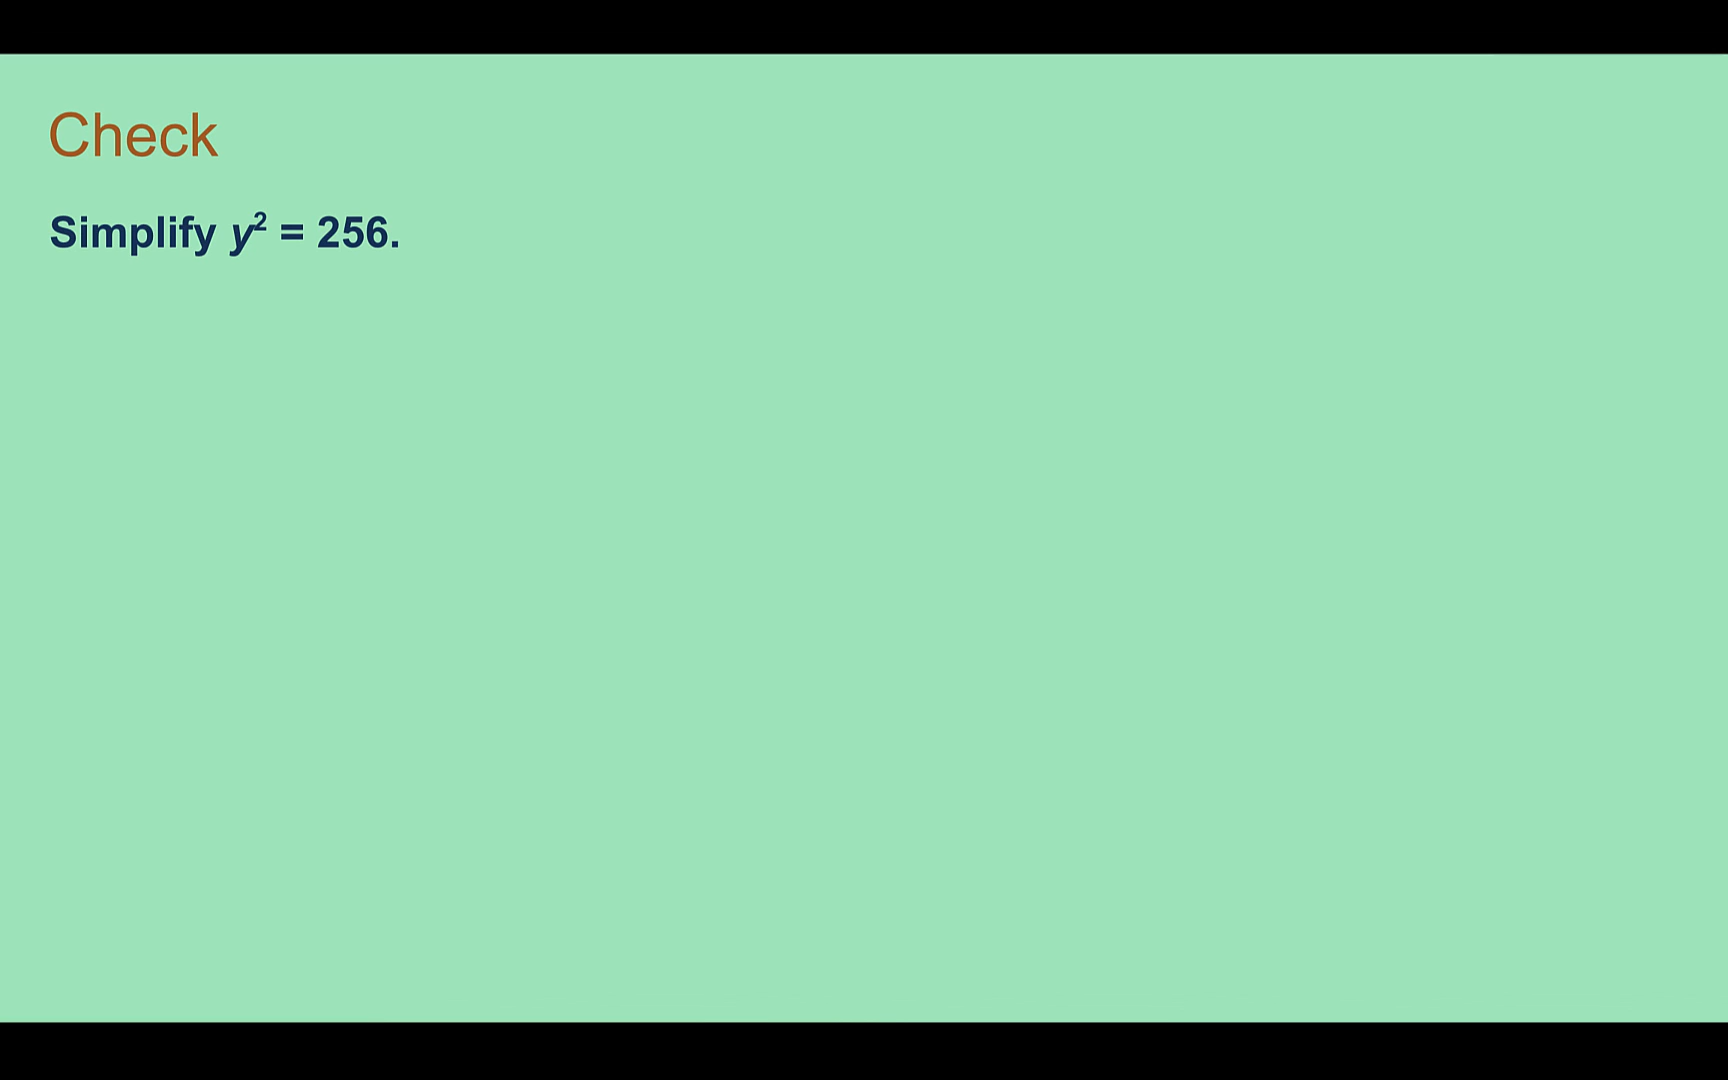 Check
Simplify y² = 256.